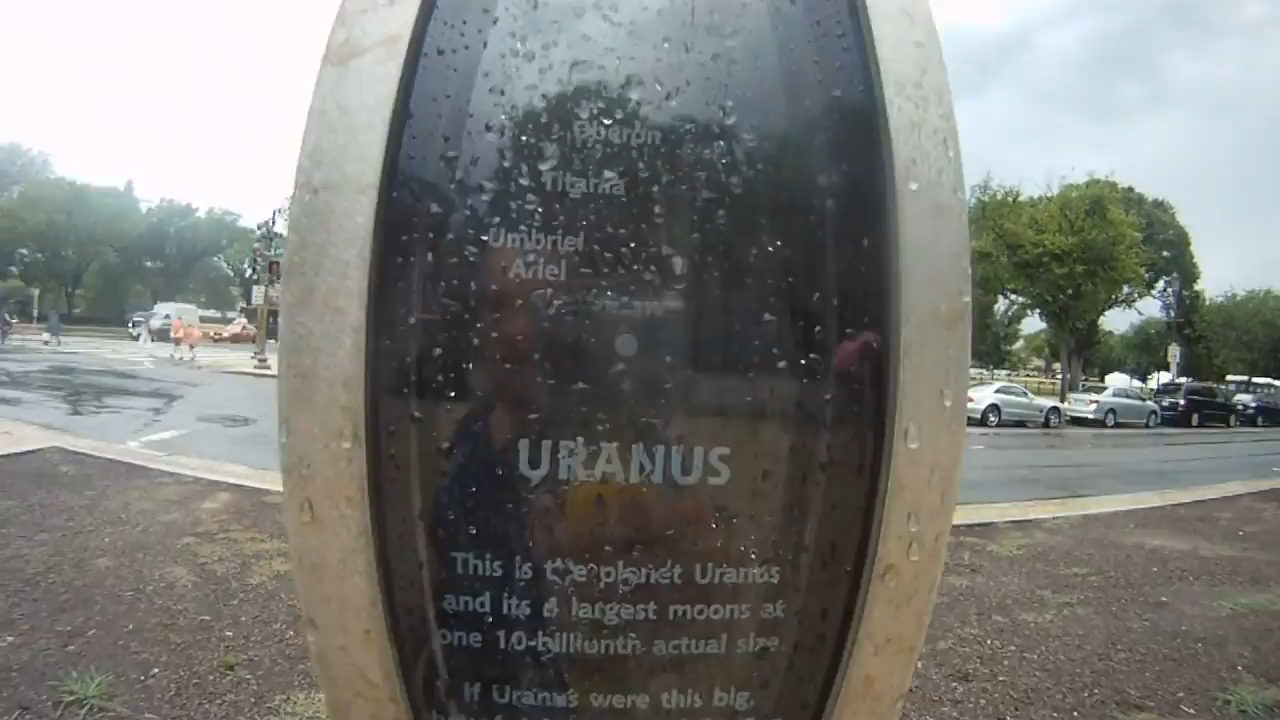 Oberon
Titania
Umbriel
Ariel
URANUS
This is the planet Uranus
and its largest moons at
one 10-billionth actual size.
If Uranus were this big,